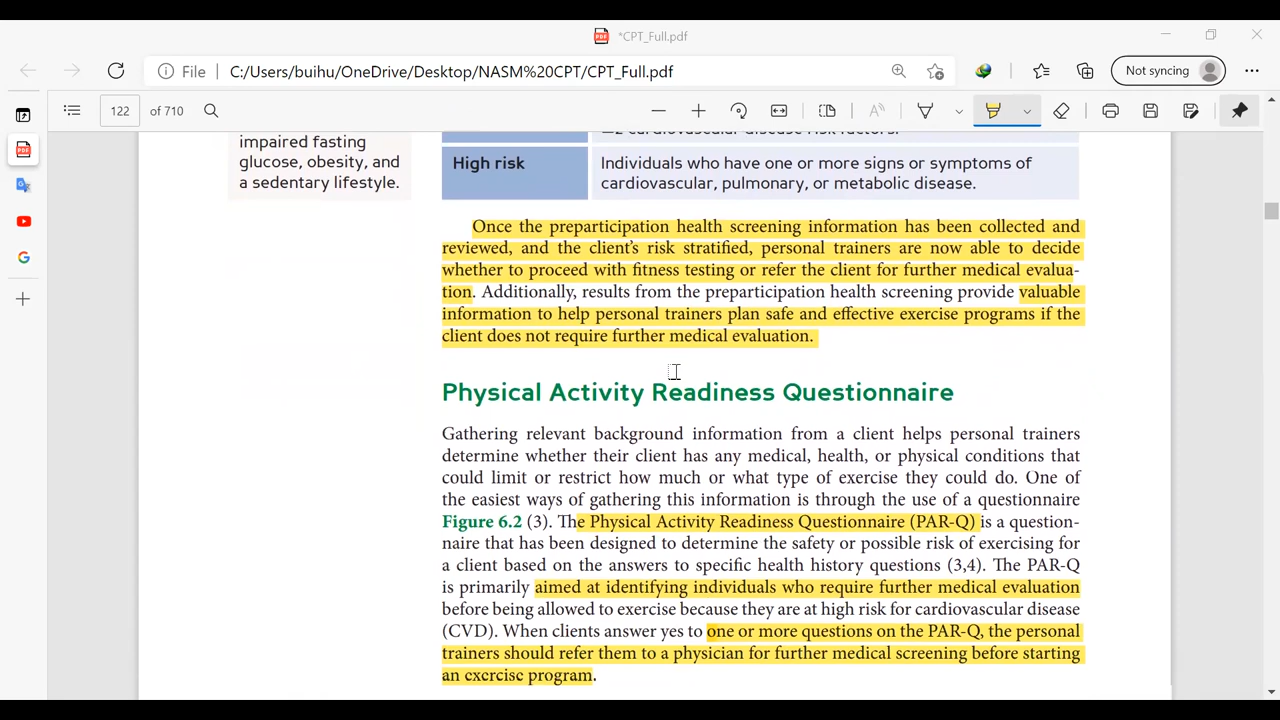 *CPT_Full.pdf
File
C:/Users/buihu/OneDrive/Desktop/NASM%20CPT/CPT_Full.pdf
Not syncing
122 of 710
impaired fasting
glucose, obesity, and
a sedentary lifestyle.
≥2 cardiovascular disease risk factors.
High risk
Individuals who have one or more signs or symptoms of
cardiovascular, pulmonary, or metabolic disease.
Once the preparticipation health screening information has been collected and
reviewed, and the client's risk stratified, personal trainers are now able to decide
whether to proceed with fitness testing or refer the client for further medical evalua-
tion. Additionally, results from the preparticipation health screening provide valuable
information to help personal trainers plan safe and effective exercise programs if the
client does not require further medical evaluation.
Physical Activity Readiness Questionnaire
Gathering relevant background information from a client helps personal trainers
determine whether their client has any medical, health, or physical conditions that
could limit or restrict how much or what type of exercise they could do. One of
the easiest ways of gathering this information is through the use of a questionnaire
Figure 6.2 (3). The Physical Activity Readiness Questionnaire (PAR-Q) is a question-
naire that has been designed to determine the safety or possible risk of exercising for
a client based on the answers to specific health history questions (3,4). The PAR-Q
is primarily aimed at identifying individuals who require further medical evaluation
before being allowed to exercise because they are at high risk for cardiovascular disease
(CVD). When clients answer yes to one or more questions on the PAR-Q, the personal
trainers should refer them to a physician for further medical screening before starting
an exercise program.